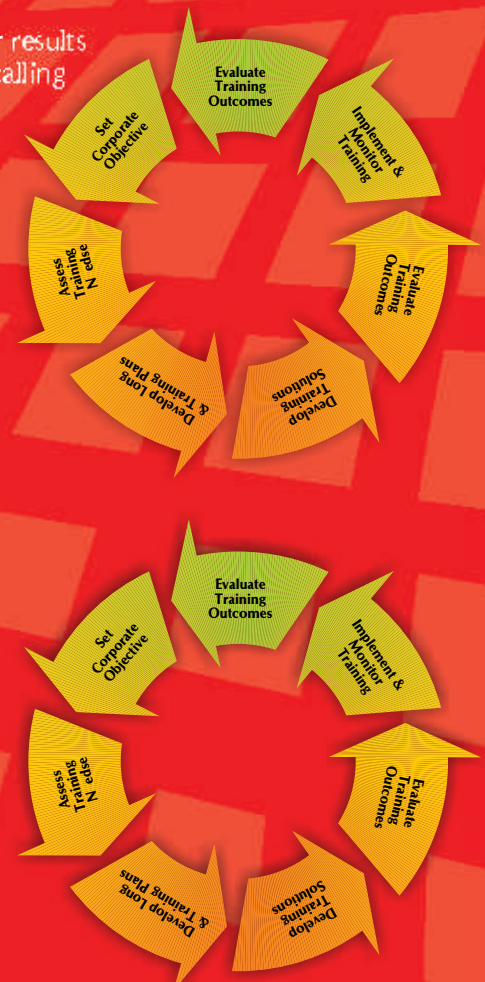 r results
alling
Evaluate
Training
Outcomes
Set
Corporate
Objective
Assess
Training
N edse
Develop Long
& Training Plans
Develop
Training
Solutions
Evaluate
Training
Outcomes
Implement &
Monitor
Training
Evaluate
Training
Outcomes
Set
Corporate
Objective
Assess
Training
N edse
Develop Long
& Training Plans
Develop
Training
Solutions
Evaluate
Training
Outcomes
Implement &
Monitor
Training